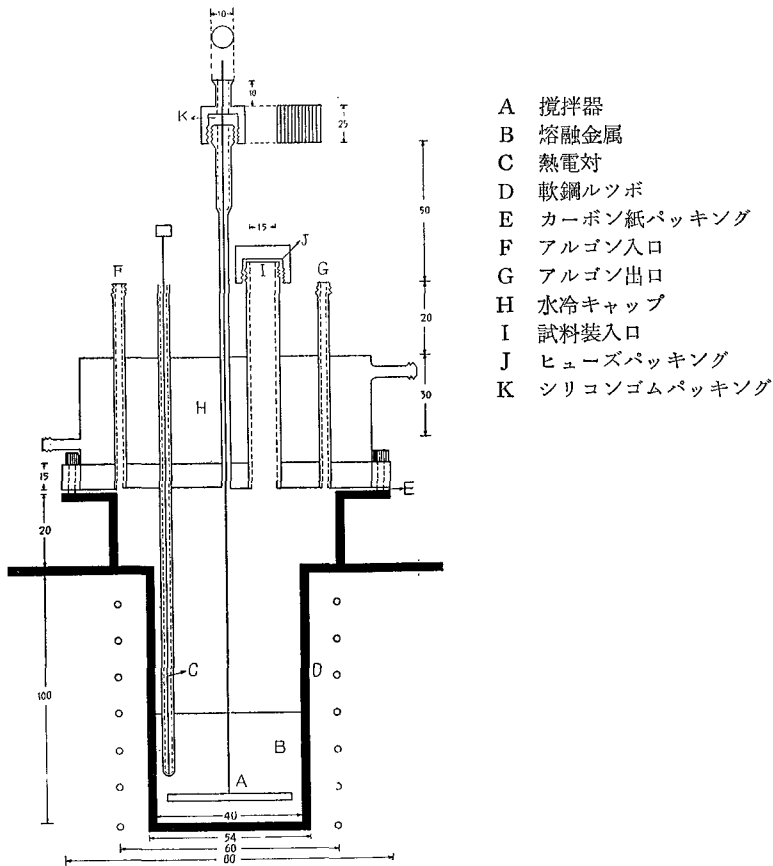 10
K
10
25
50
F
15
J
I
G
20
H
30
15
E
20
C
D
100
B
A
40
54
60
80
A 攪拌器
B 熔融金属
C 熱電対
D 軟鋼ルツボ
E カーボン紙パッキング
F アルゴン入口
G アルゴン出口
H 水冷キャップ
I 試料装入口
J ヒューズパッキング
K シリコンゴムパッキング